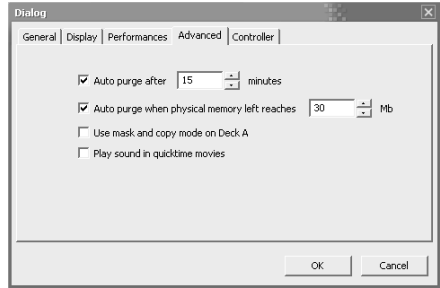 Dialog
General Display Performances Advanced Controller
Auto purge after 15 minutes
Auto purge when physical memory left reaches 30 Mb
Use mask and copy mode on Deck A
Play sound in quicktime movies
OK Cancel